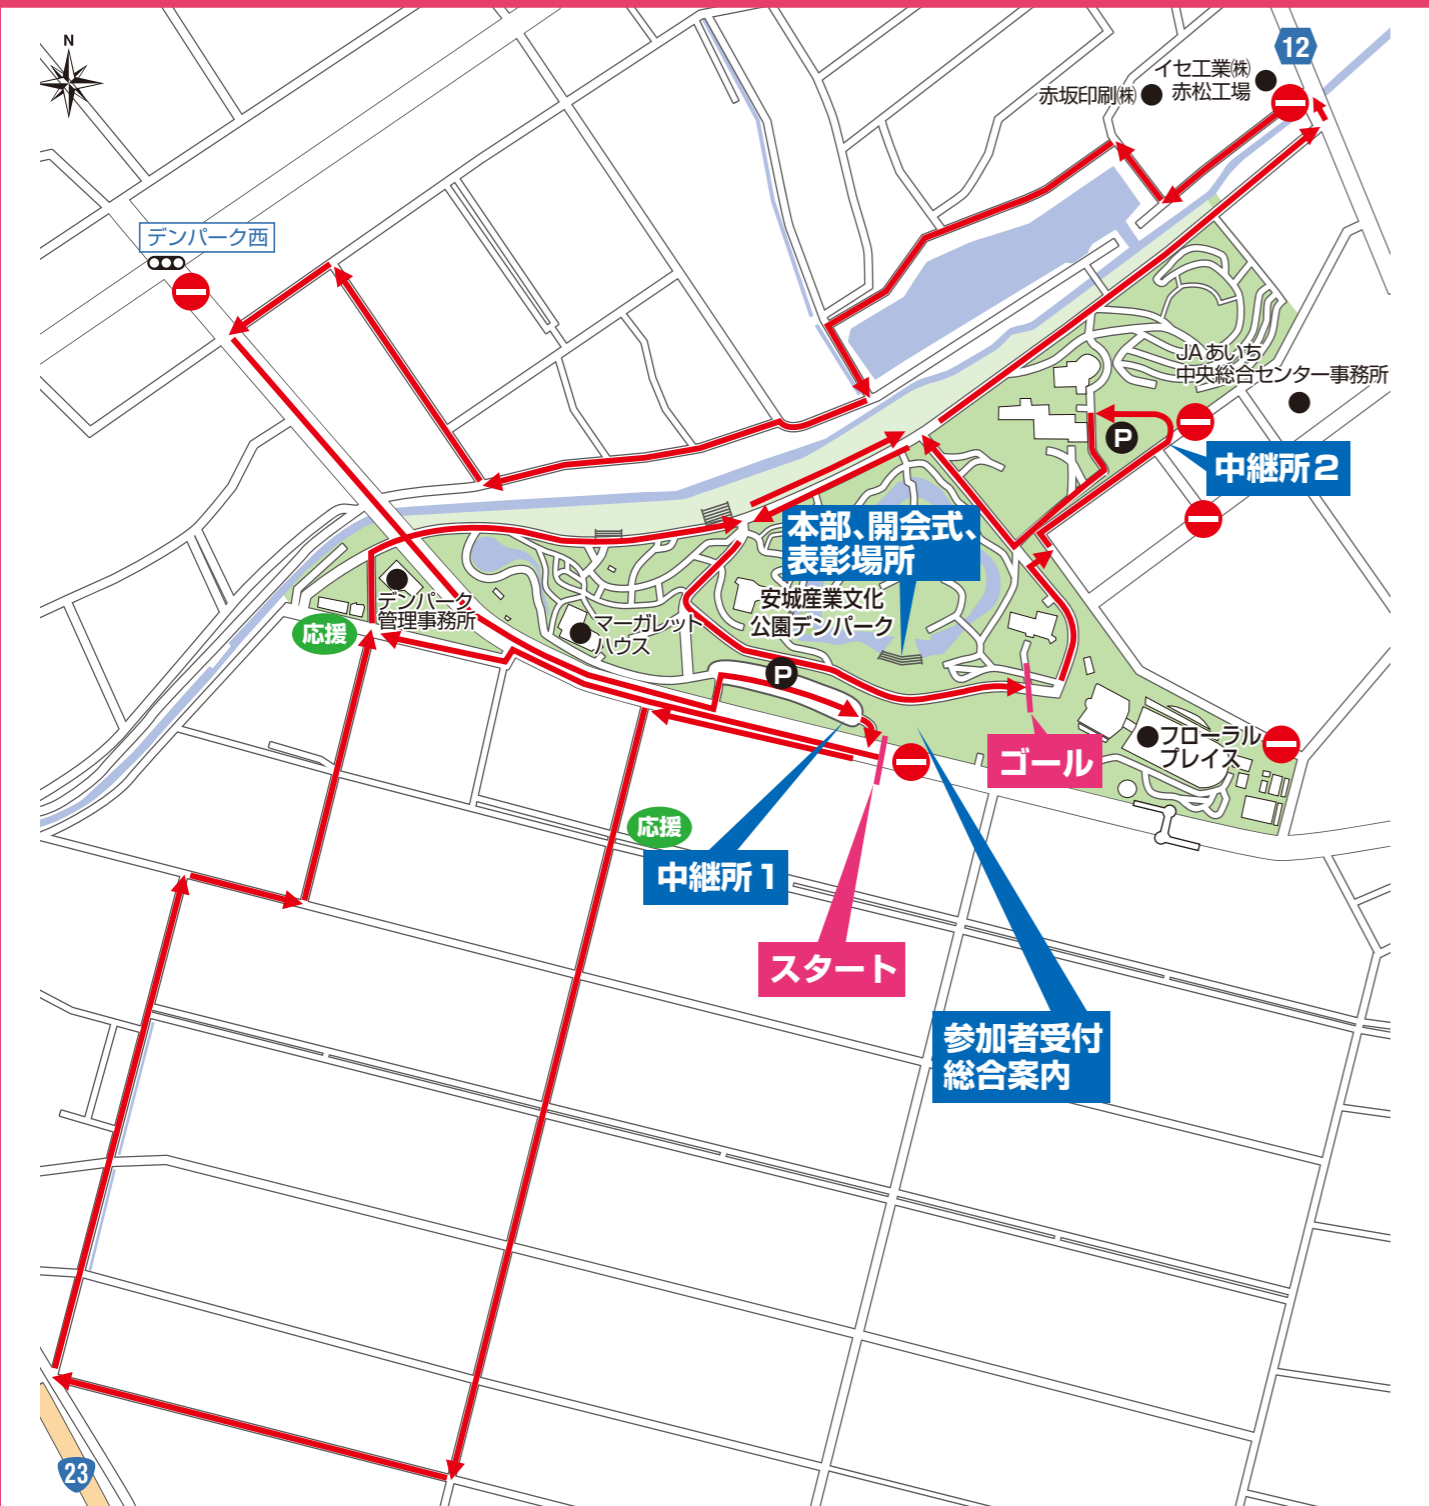 N
12
イセ工業㈱
赤松工場
赤坂印刷㈱
デンパーク西
JAあいち
中央総合センター事務所
P
中継所2
本部、開会式、
表彰場所
安城産業文化
公園デンパーク
デンパーク
管理事務所
マーガレット
ハウス
応援
P
ゴール
フローラル
プレイス
応援
中継所1
スタート
参加者受付
総合案内
23